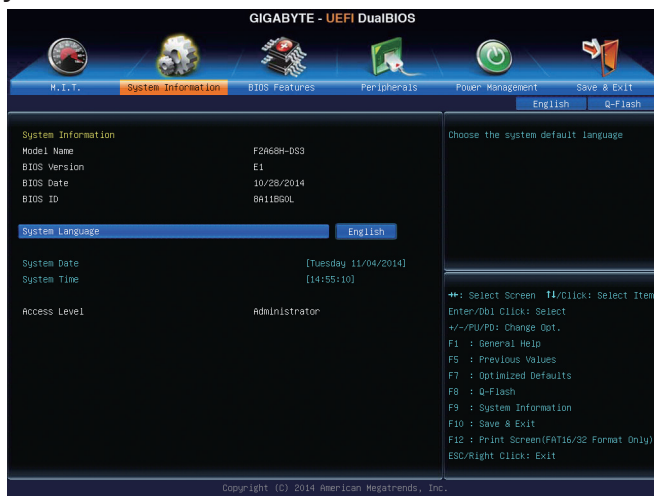 GIGABYTE - UEFI DualBIOS
M.I.T. System Information BIOS Features Peripherals Power Management Save & Exit
English Q-Flash
System Information
Model Name F2A68H-DS3
BIOS Version E1
BIOS Date 10/28/2014
BIOS ID 8A11BG0L
System Language English
System Date [Tuesday 11/04/2014]
System Time [14:55:10]
Access Level Administrator
Choose the system default language
→←: Select Screen ↑↓/Click: Select Item
Enter/Dbl Click: Select
+/-/PU/PD: Change Opt.
F1 : General Help
F5 : Previous Values
F7 : Optimized Defaults
F8 : Q-Flash
F9 : System Information
F10 : Save & Exit
F12 : Print Screen(FAT16/32 Format Only)
ESC/Right Click: Exit
Copyright (C) 2014 American Megatrends, Inc.